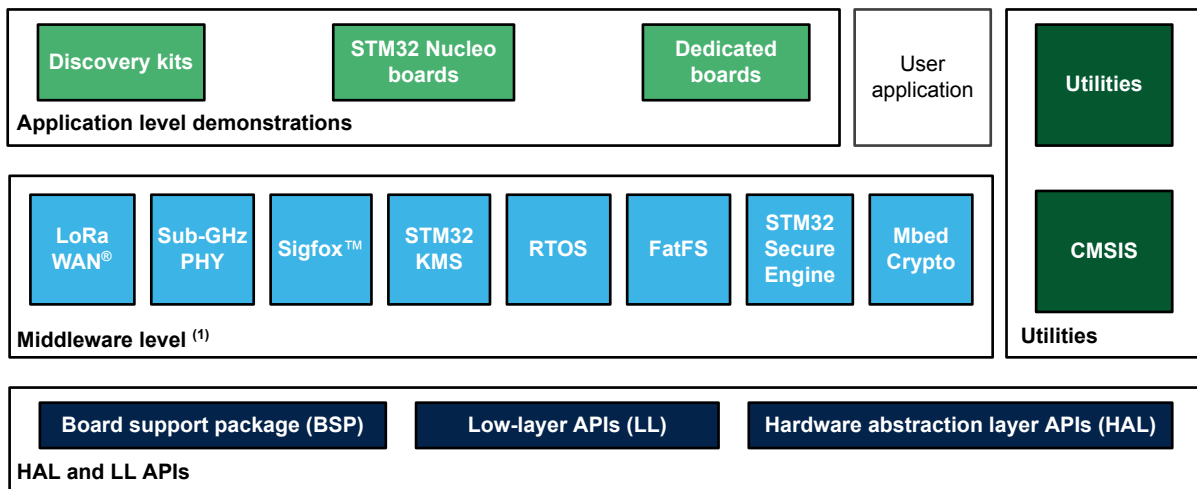 Discovery kits
STM32 Nucleo
boards
Dedicated
boards
Application level demonstrations
User
application
Utilities
LoRa
WAN®
Sub-GHz
PHY
Sigfox™
STM32
KMS
RTOS
FatFS
STM32
Secure
Engine
Mbed
Crypto
Middleware level (1)
CMSIS
Utilities
Board support package (BSP)
Low-layer APIs (LL)
Hardware abstraction layer APIs (HAL)
HAL and LL APIs